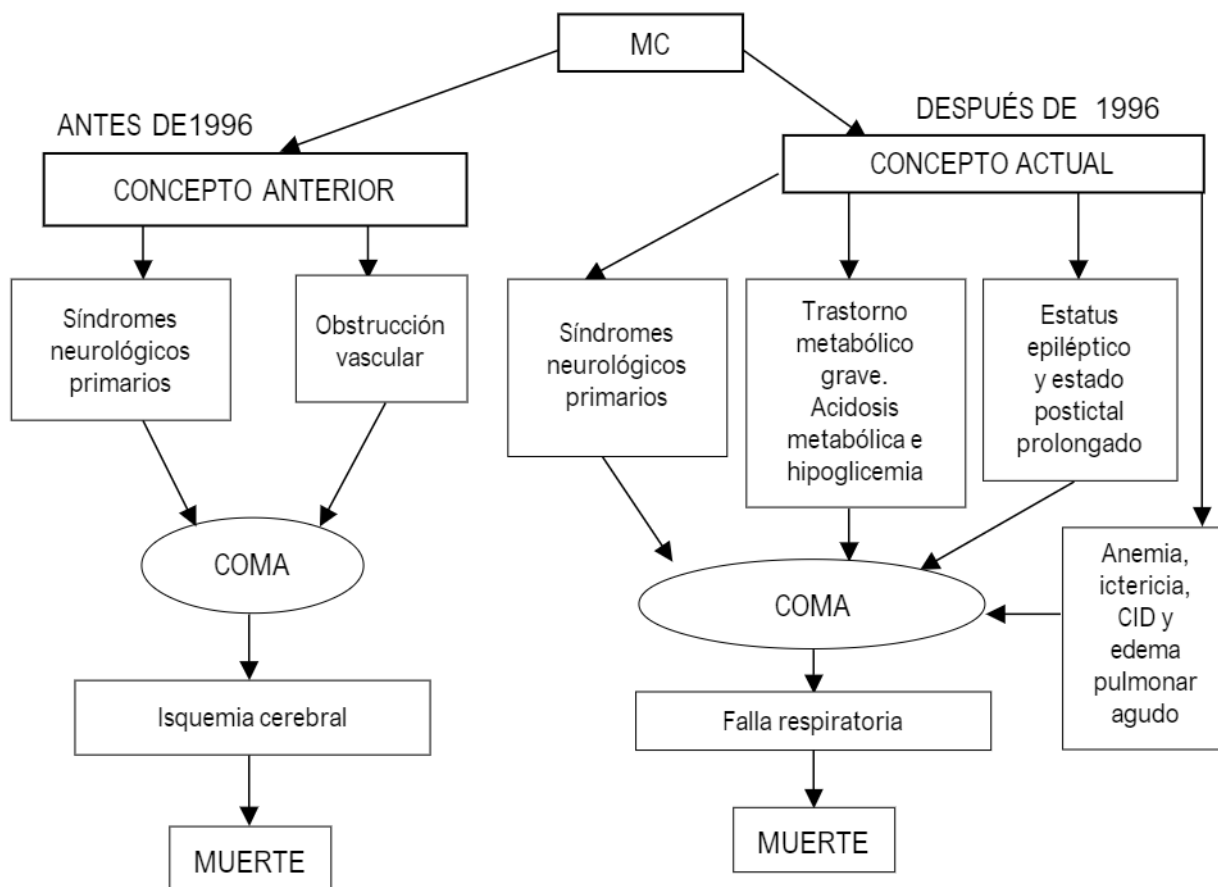 MC
ANTES DE1996
CONCEPTO ANTERIOR
Síndromes
neurológicos
primarios
Obstrucción
vascular
COMA
Isquemia cerebral
MUERTE
DESPUÉS DE 1996
CONCEPTO ACTUAL
Síndromes
neurológicos
primarios
Trastorno
metabólico
grave.
Acidosis
metabólica e
hipoglicemia
Estatus
epiléptico
y estado
postictal
prolongado
Anemia,
ictericia,
CID y
edema
pulmonar
agudo
COMA
Falla respiratoria
MUERTE